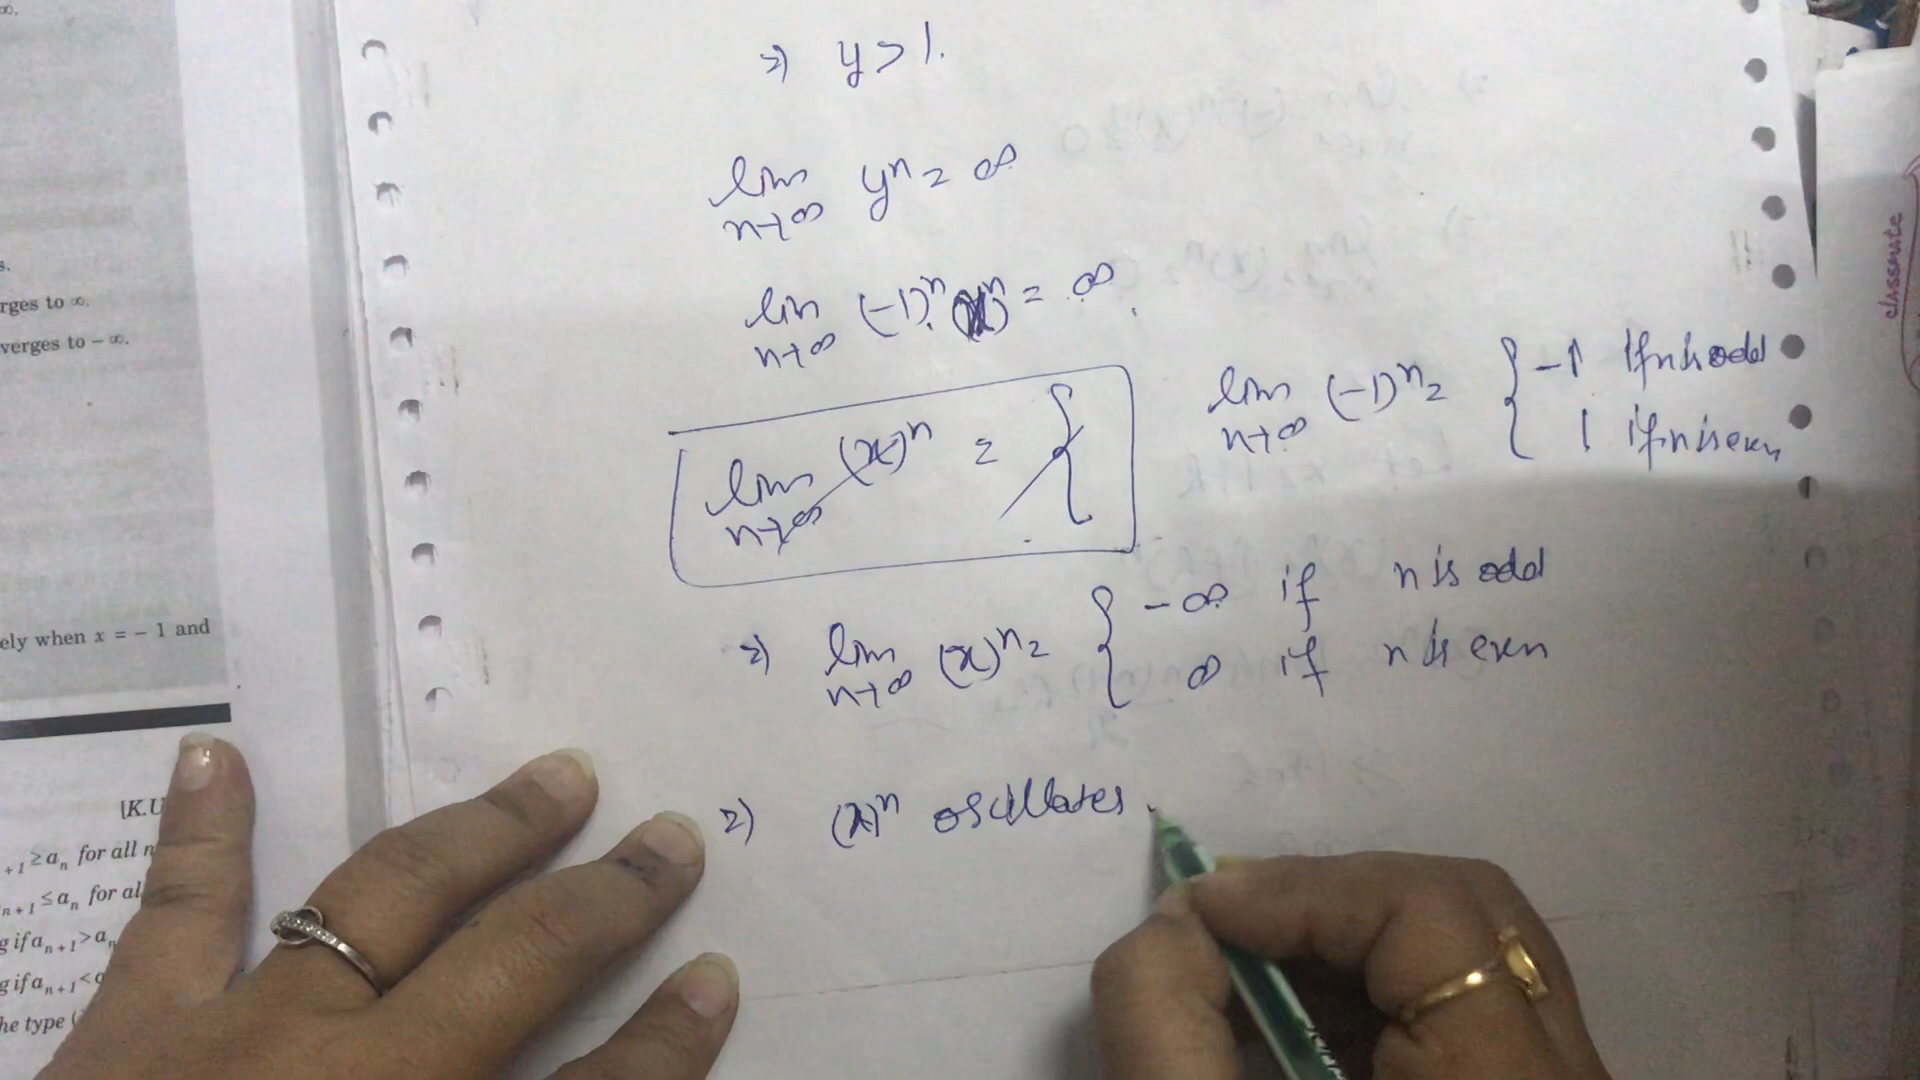 ∞.
s.
rges to ∞.
verges to – ∞.
ely when x = – 1 and
[K.U
+1 ≥ aₙ for all n
n+1 ≤ aₙ for al
g if aₙ₊₁ > aₙ
g if aₙ₊₁ < a
he type (
⇒) y > 1.
lim n→∞ yⁿ = ∞
lim n→∞ (-1)ⁿ = ∞
lim n→∞ (x)ⁿ = {
lim n→∞ (-1)ⁿ = { -1 if n is odd
1 if n is even
⇒) lim n→∞ (x)ⁿ = { -∞ if n is odd
∞ if n is even
⇒) (x)ⁿ oscillates
classmate